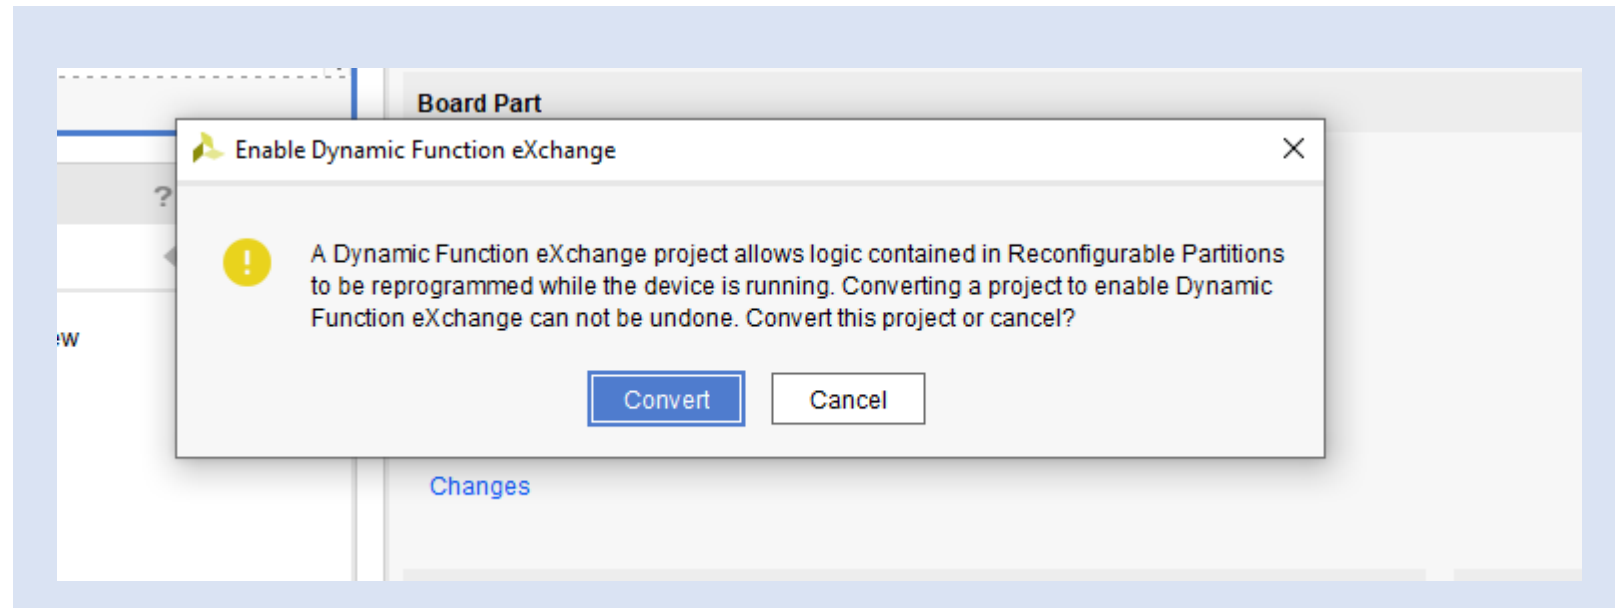 Board Part
Enable Dynamic Function eXchange
?
A Dynamic Function eXchange project allows logic contained in Reconfigurable Partitions
to be reprogrammed while the device is running. Converting a project to enable Dynamic
Function eXchange can not be undone. Convert this project or cancel?
Convert
Cancel
Changes